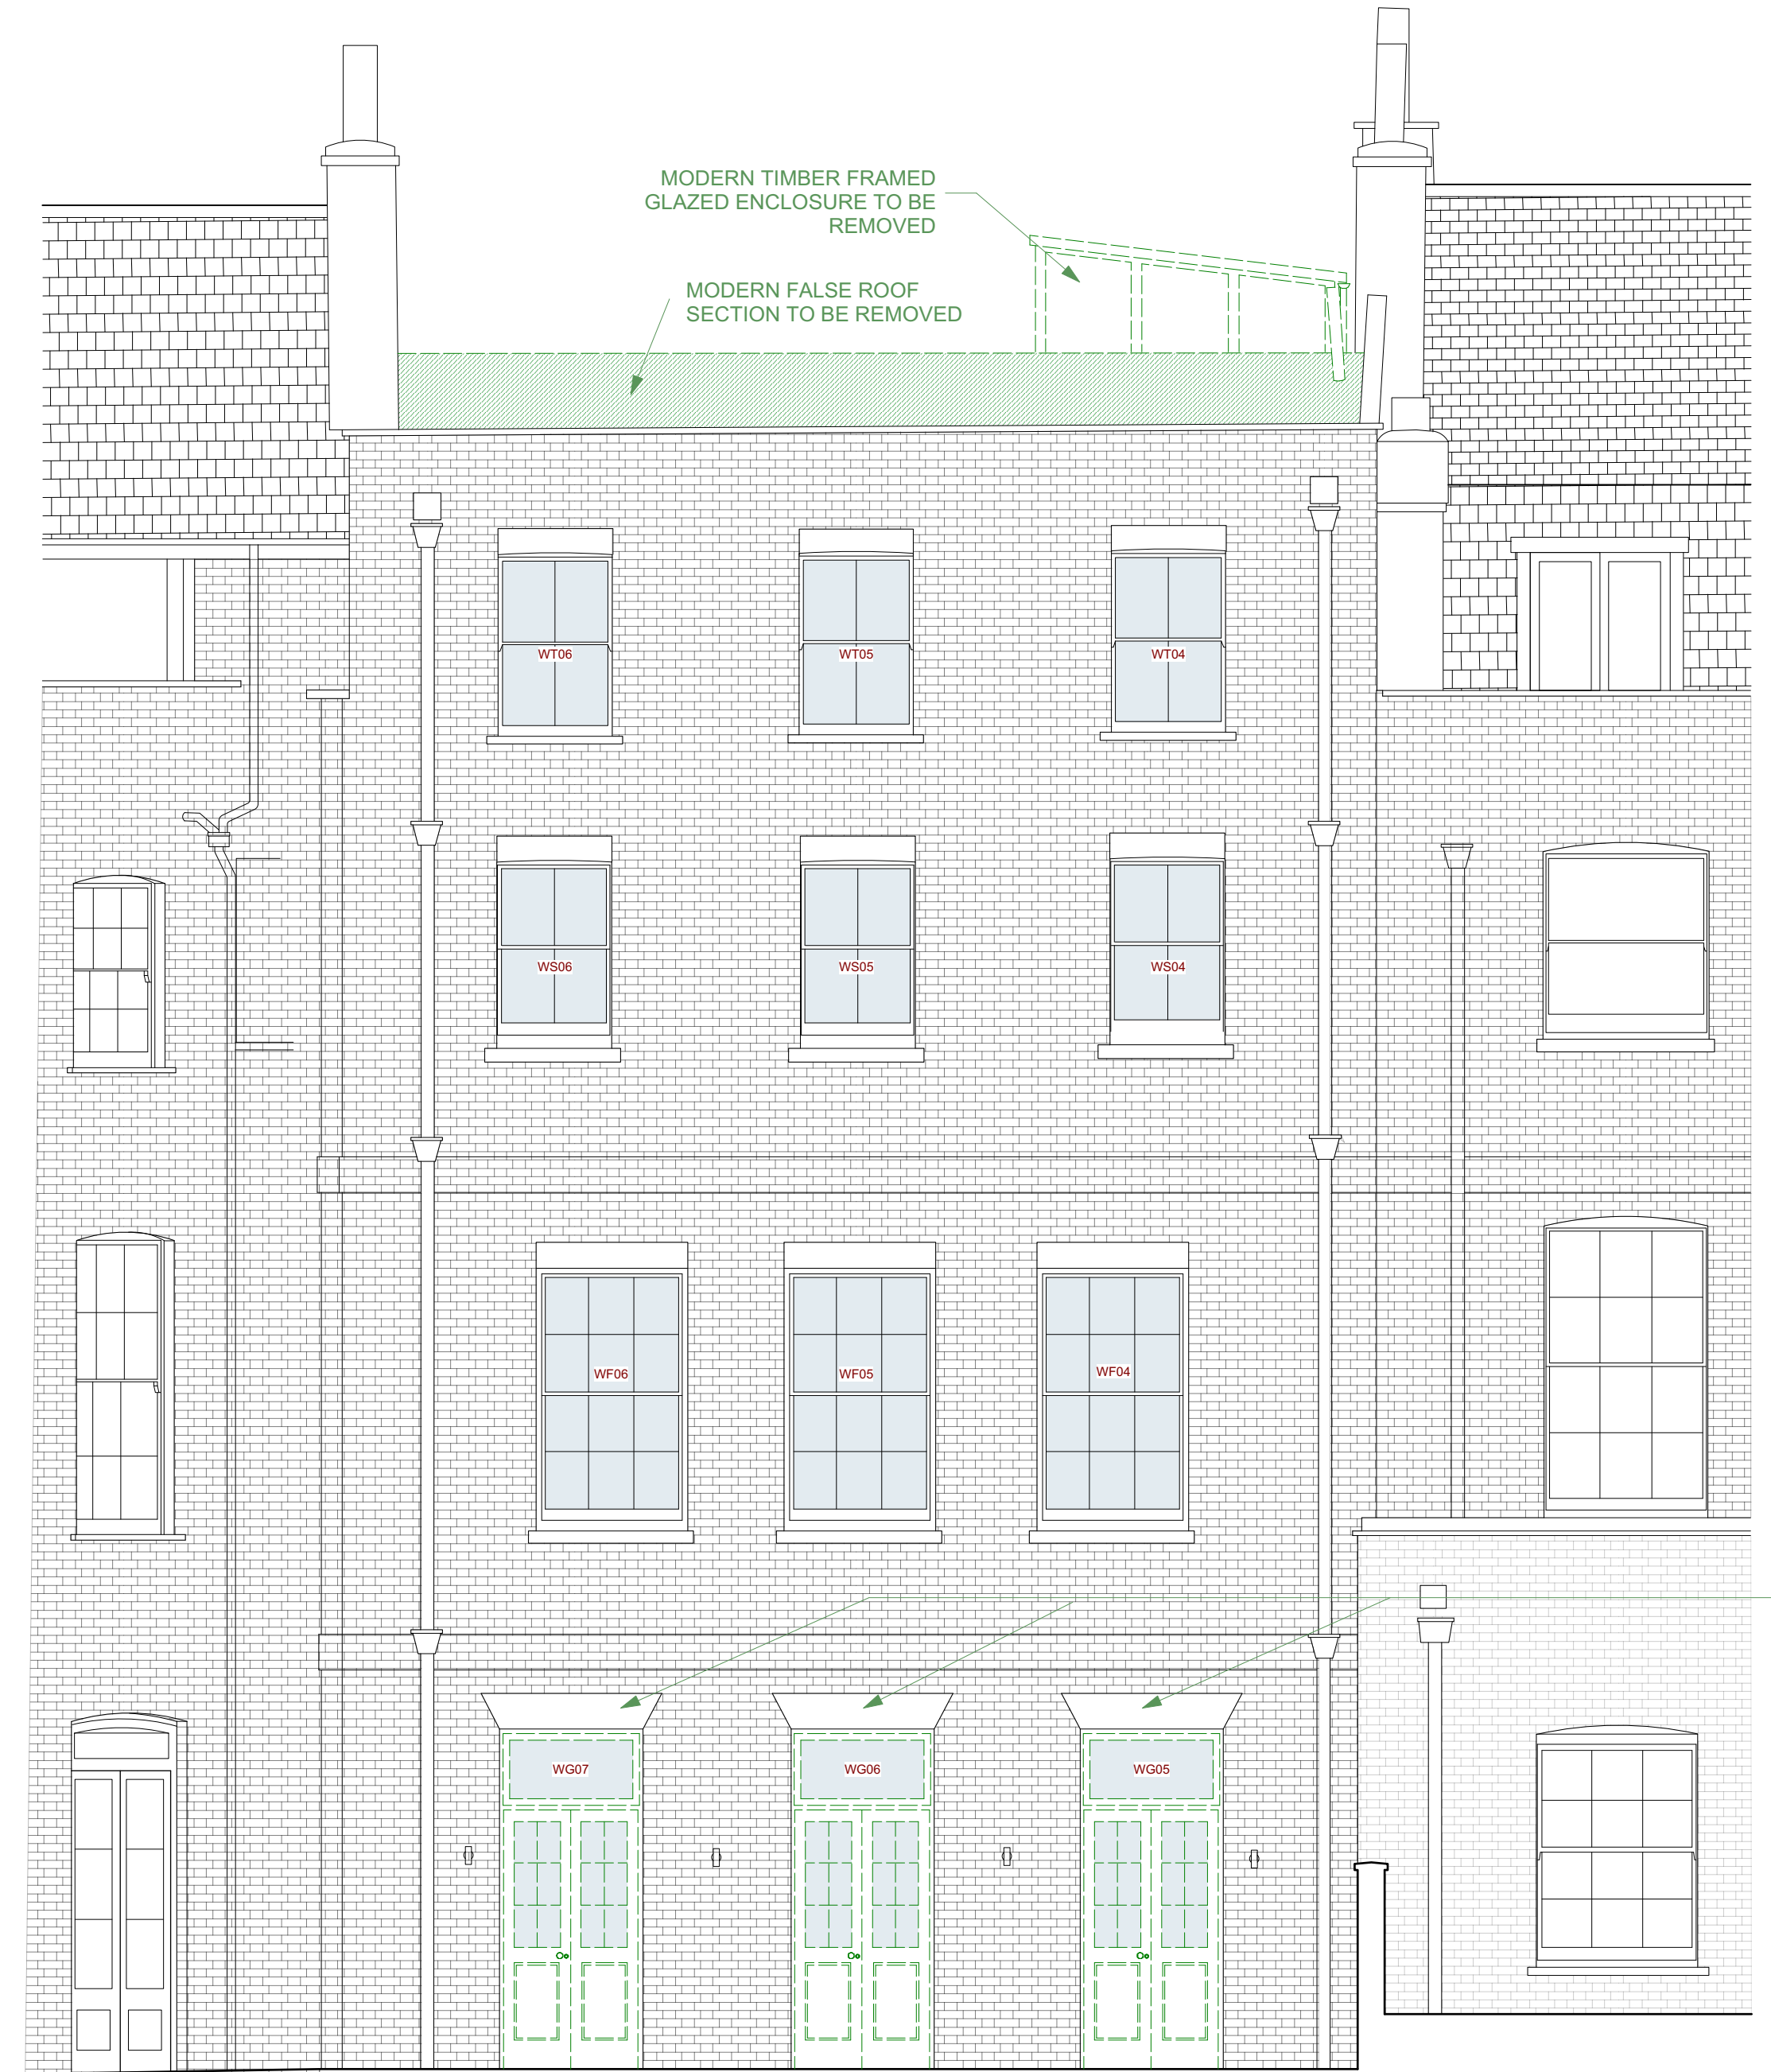 MODERN TIMBER FRAMED
GLAZED ENCLOSURE TO BE
REMOVED
MODERN FALSE ROOF
SECTION TO BE REMOVED
WT06
WT05
WT04
WS06
WS05
WS04
WF06
WF05
WF04
WG07
WG06
WG05